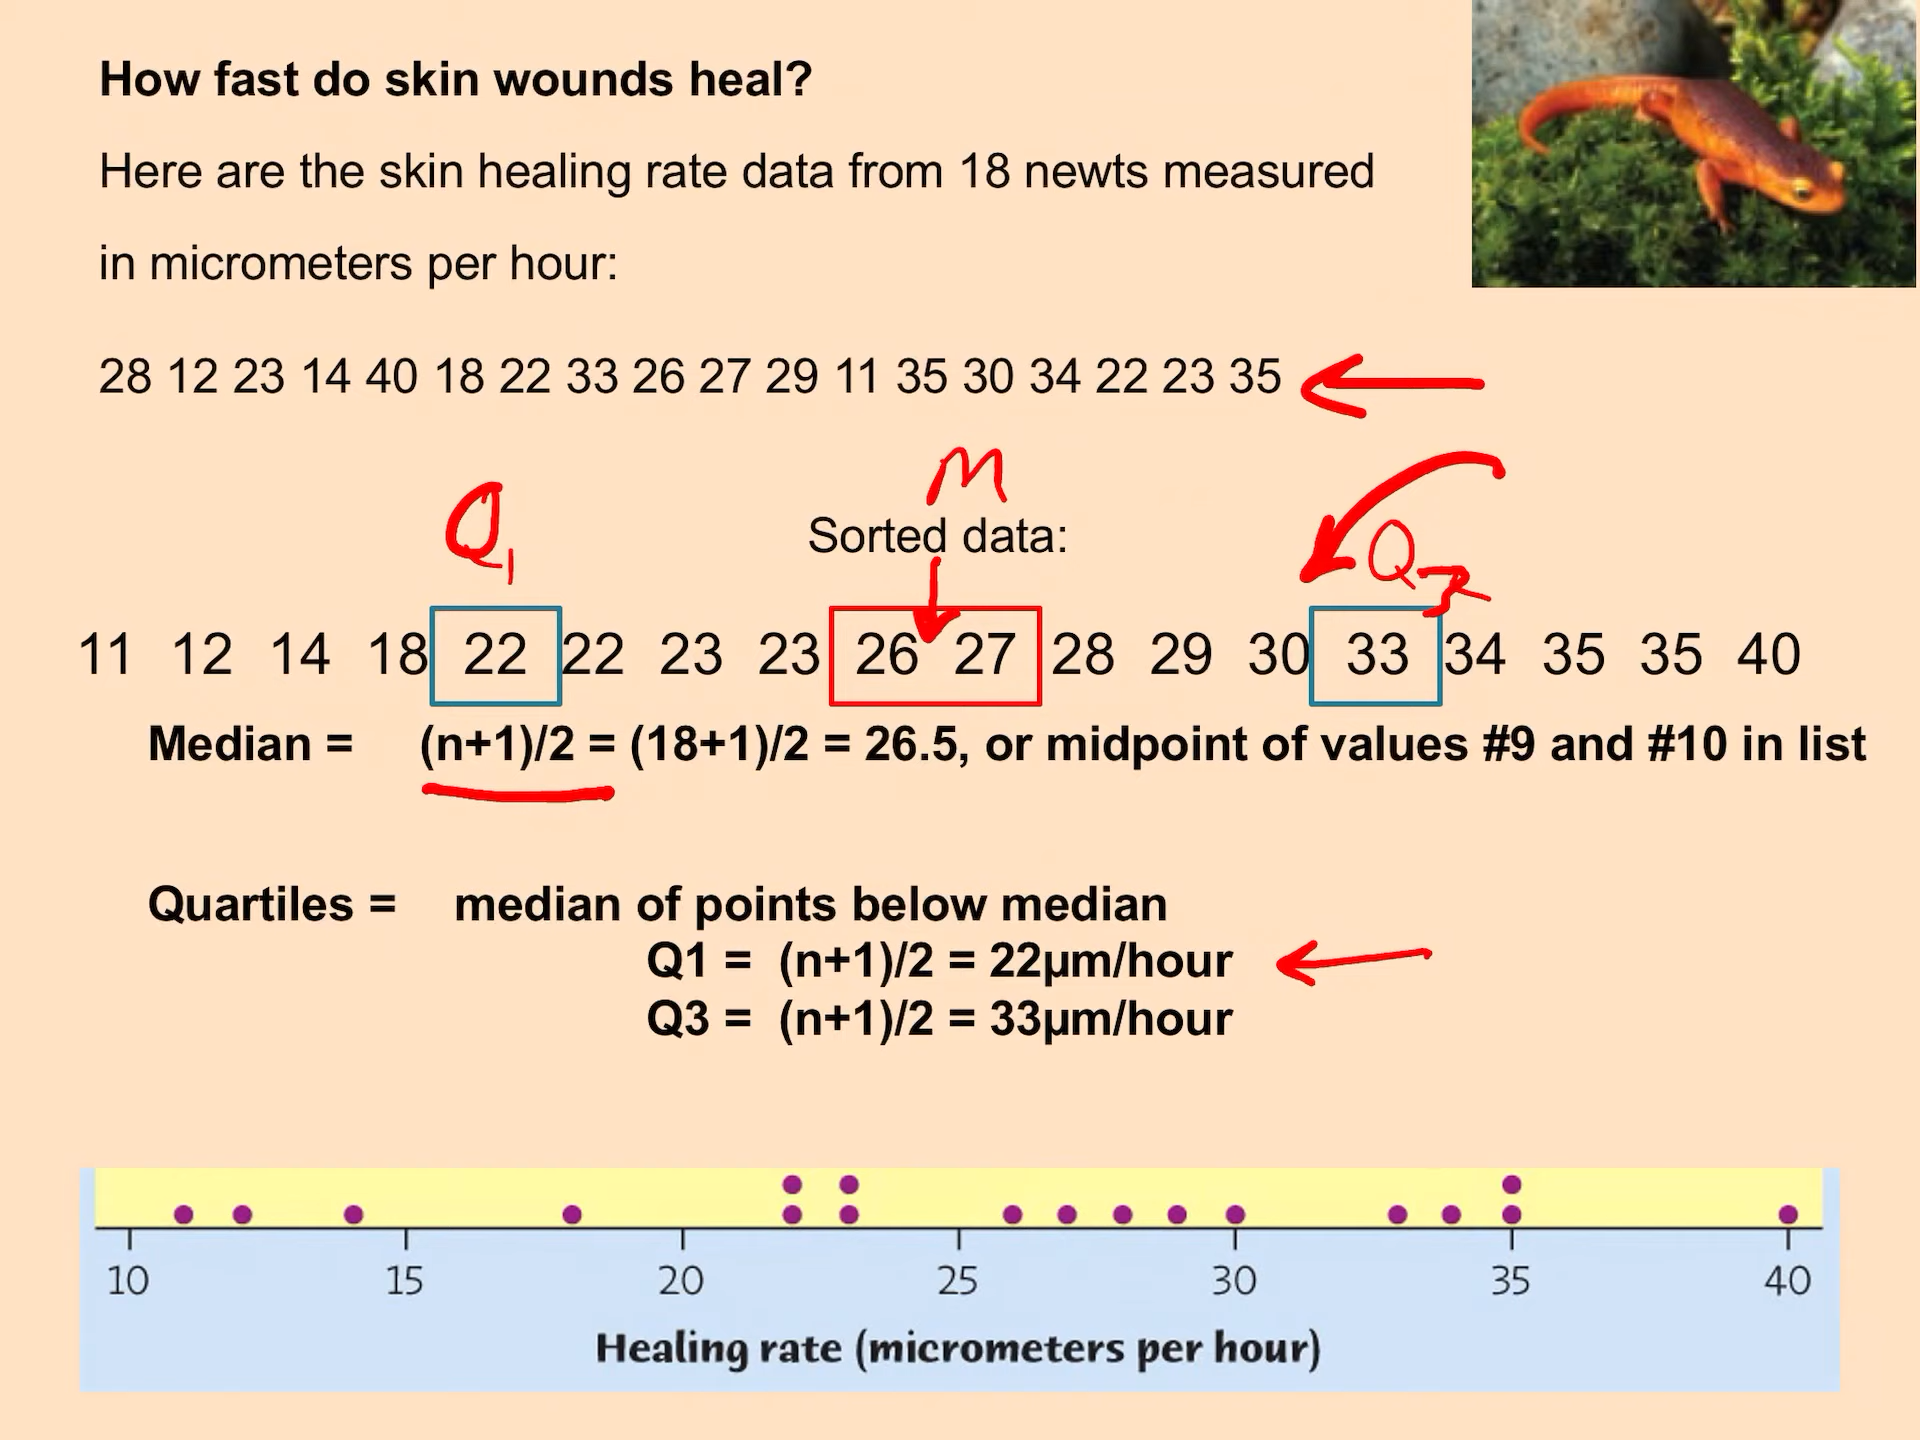 How fast do skin wounds heal?
Here are the skin healing rate data from 18 newts measured
in micrometers per hour:
28 12 23 14 40 18 22 33 26 27 29 11 35 30 34 22 23 35
M
Q1
Sorted data:
Q3
11 12 14 18 22 22 23 23 26 27 28 29 30 33 34 35 35 40
Median = (n+1)/2 = (18+1)/2 = 26.5, or midpoint of values #9 and #10 in list
Quartiles = median of points below median
Q1 = (n+1)/2 = 22µm/hour
Q3 = (n+1)/2 = 33µm/hour
10 15 20 25 30 35 40
Healing rate (micrometers per hour)